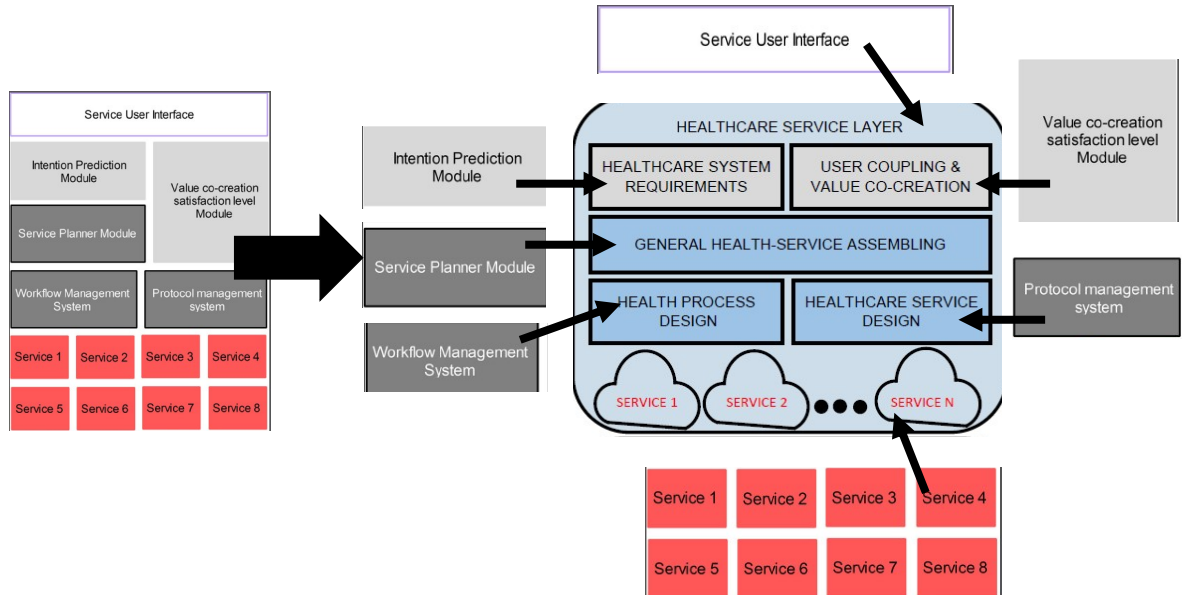 Service User Interface
Intention Prediction
Module
Value co-creation
satisfaction level
Module
Service Planner Module
Workflow Management
System
Protocol management
system
Service 1
Service 2
Service 3
Service 4
Service 5
Service 6
Service 7
Service 8
Service User Interface
Intention Prediction
Module
Service Planner Module
Workflow Management
System
HEALTHCARE SERVICE LAYER
HEALTHCARE SYSTEM
REQUIREMENTS
USER COUPLING &
VALUE CO-CREATION
GENERAL HEALTH-SERVICE ASSEMBLING
HEALTH PROCESS
DESIGN
HEALTHCARE SERVICE
DESIGN
SERVICE 1
SERVICE 2
SERVICE N
Value co-creation
satisfaction level
Module
Protocol management
system
Service 1
Service 2
Service 3
Service 4
Service 5
Service 6
Service 7
Service 8